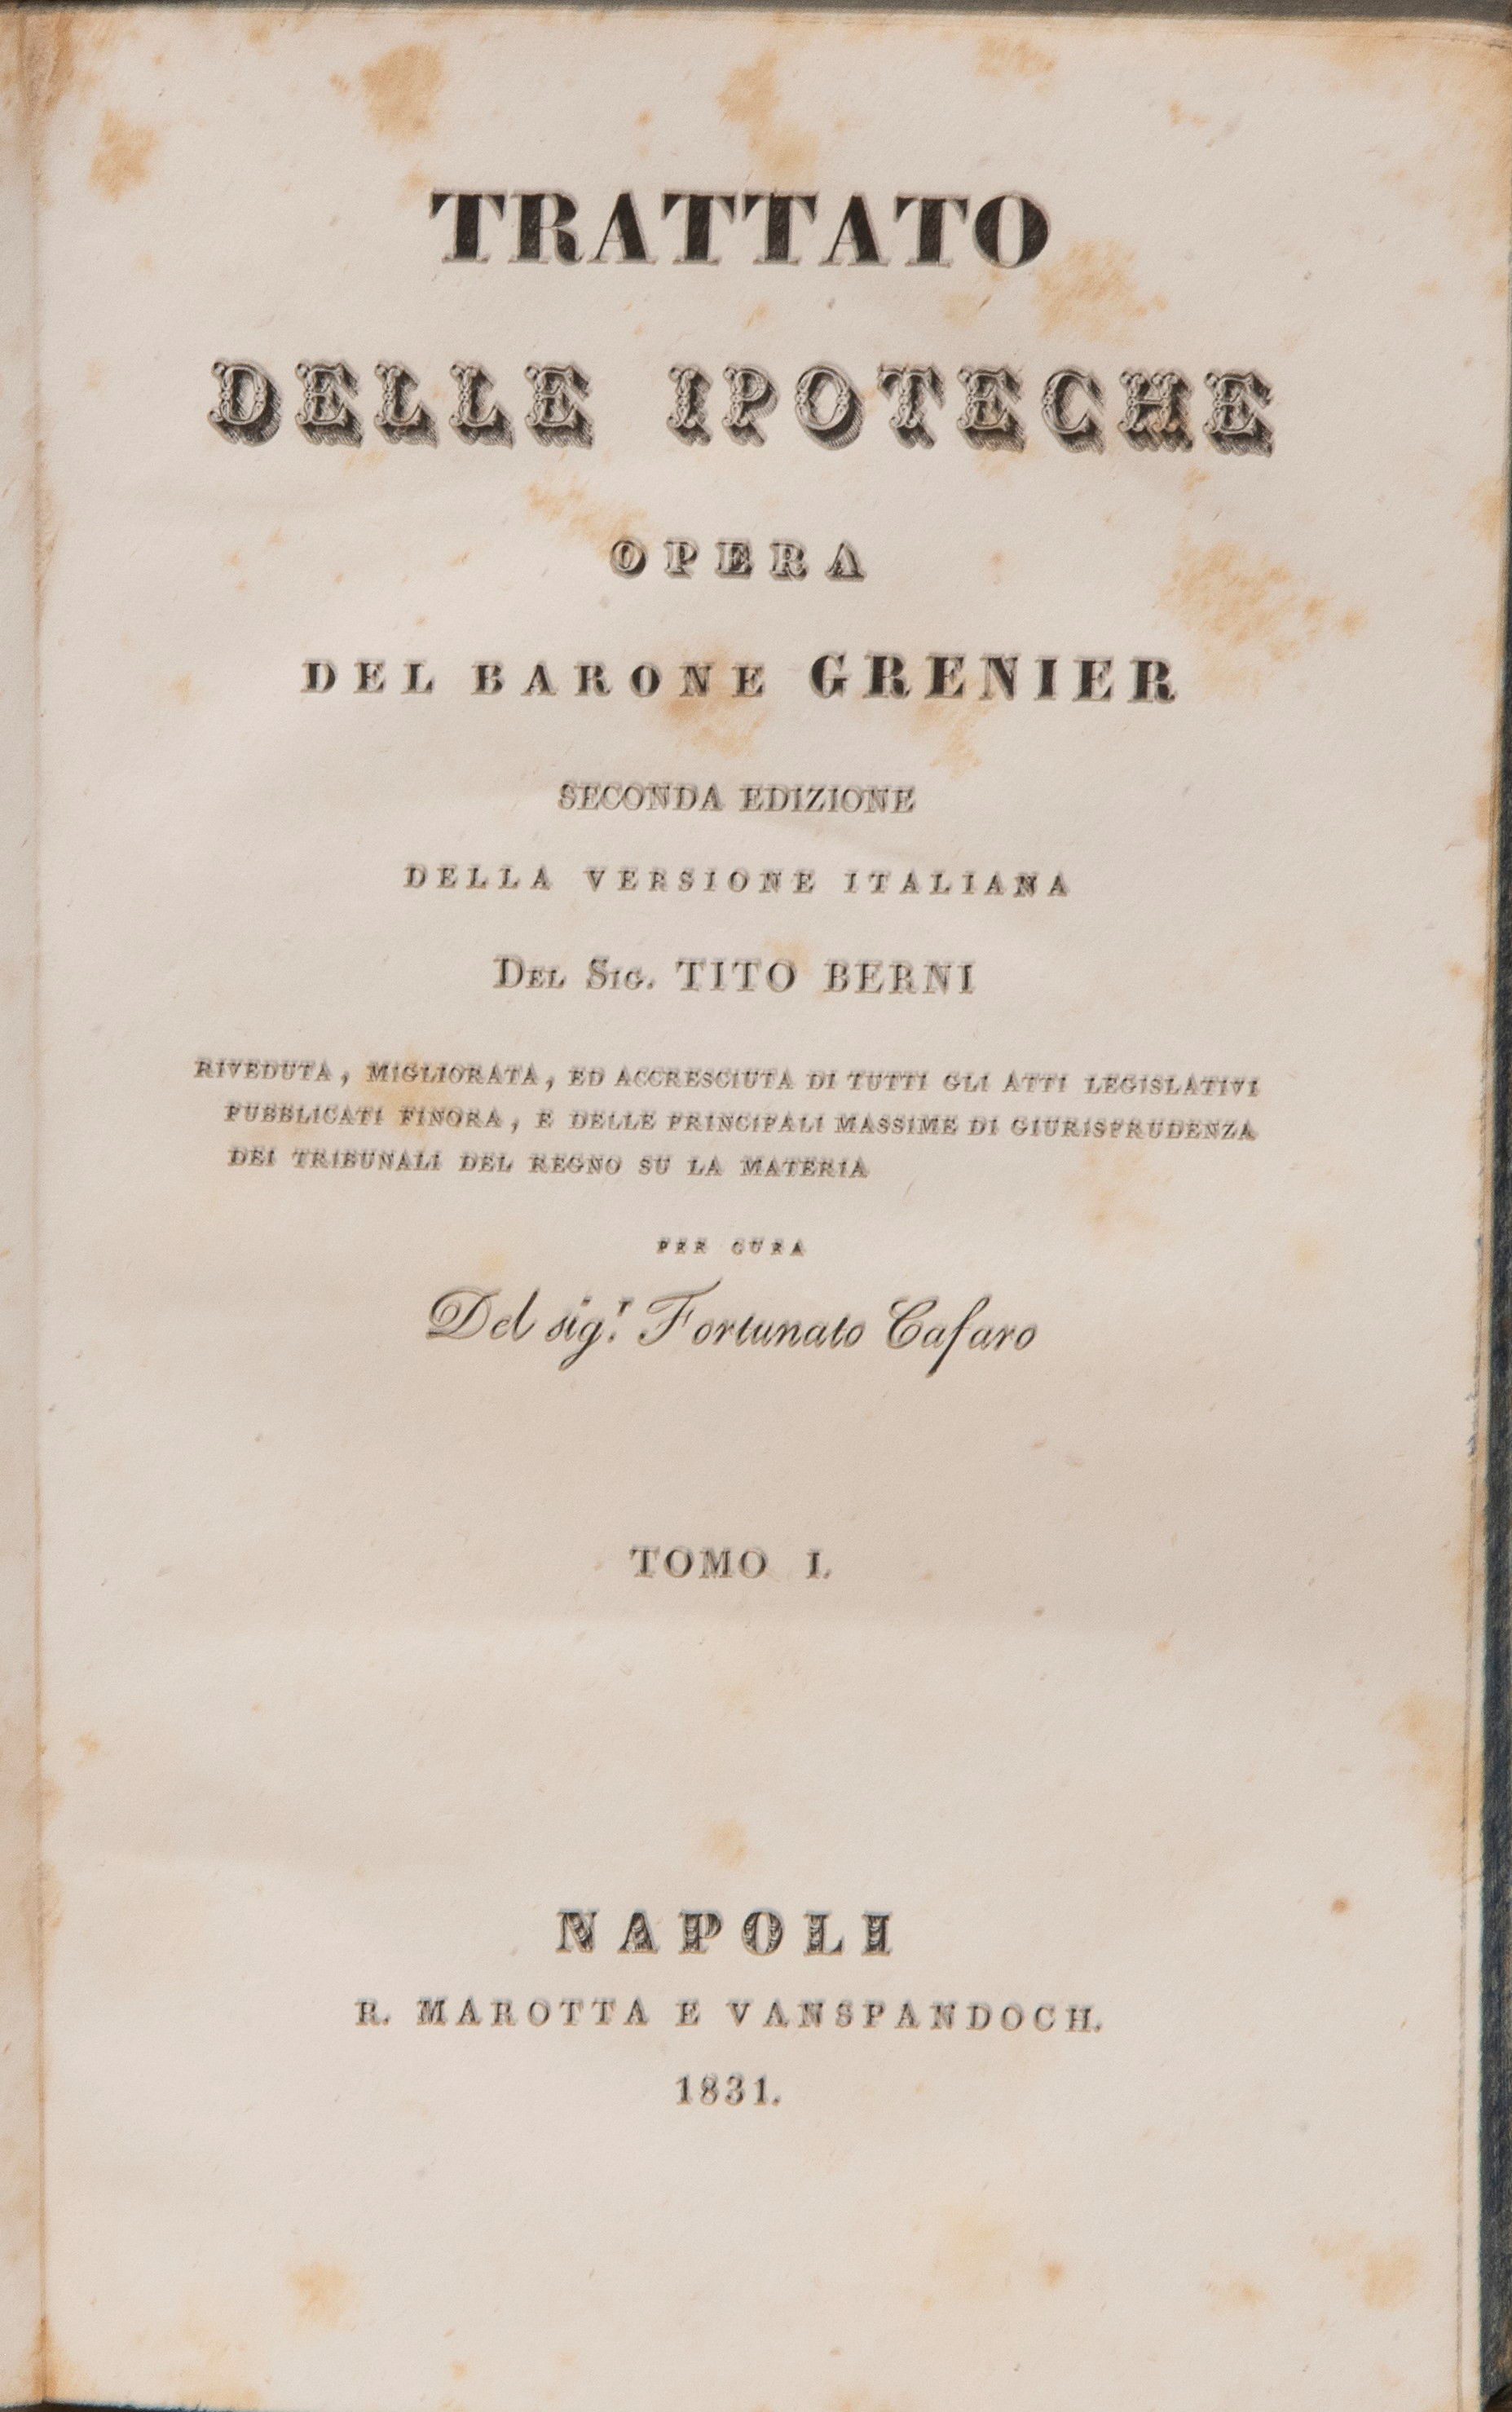 TRATTATO
DELLE IPOTECHE
OPERA
DEL BARONE GRENIER
SECONDA EDIZIONE
DELLA VERSIONE ITALIANA
DEL SIG. TITO BERNI
RIVEDUTA, MIGLIORATA, ED ACCRESCIUTA DI TUTTI GLI ATTI LEGISLATIVI
PUBBLICATI FINORA, E DELLE PRINCIPALI MASSIME DI GIURISPRUDENZA
DEI TRIBUNALI DEL REGNO SU LA MATERIA
PER CURA
Del sig.r Fortunato Cafaro
TOMO I.
NAPOLI
R. MAROTTA E VANSPANDOCH.
1831.